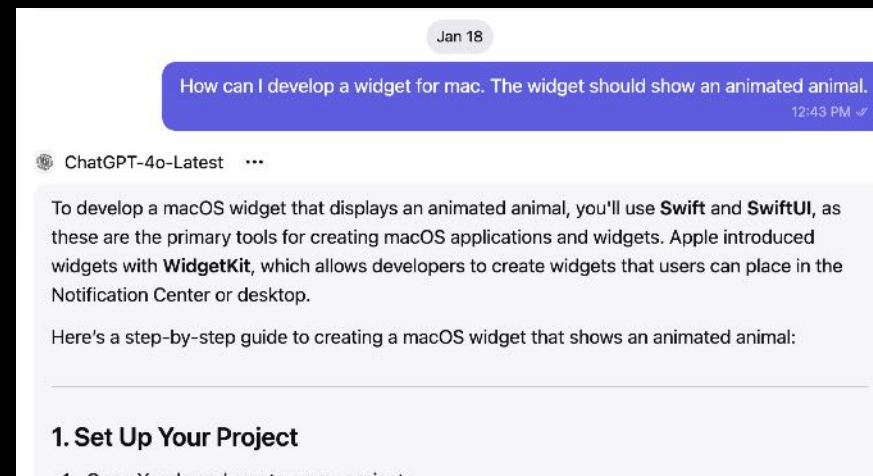 Jan 18
How can I develop a widget for mac. The widget should show an animated animal.
12:43 PM
ChatGPT-4o-Latest
To develop a macOS widget that displays an animated animal, you'll use Swift and SwiftUI, as
these are the primary tools for creating macOS applications and widgets. Apple introduced
widgets with WidgetKit, which allows developers to create widgets that users can place in the
Notification Center or desktop.
Here's a step-by-step guide to creating a macOS widget that shows an animated animal:
1. Set Up Your Project